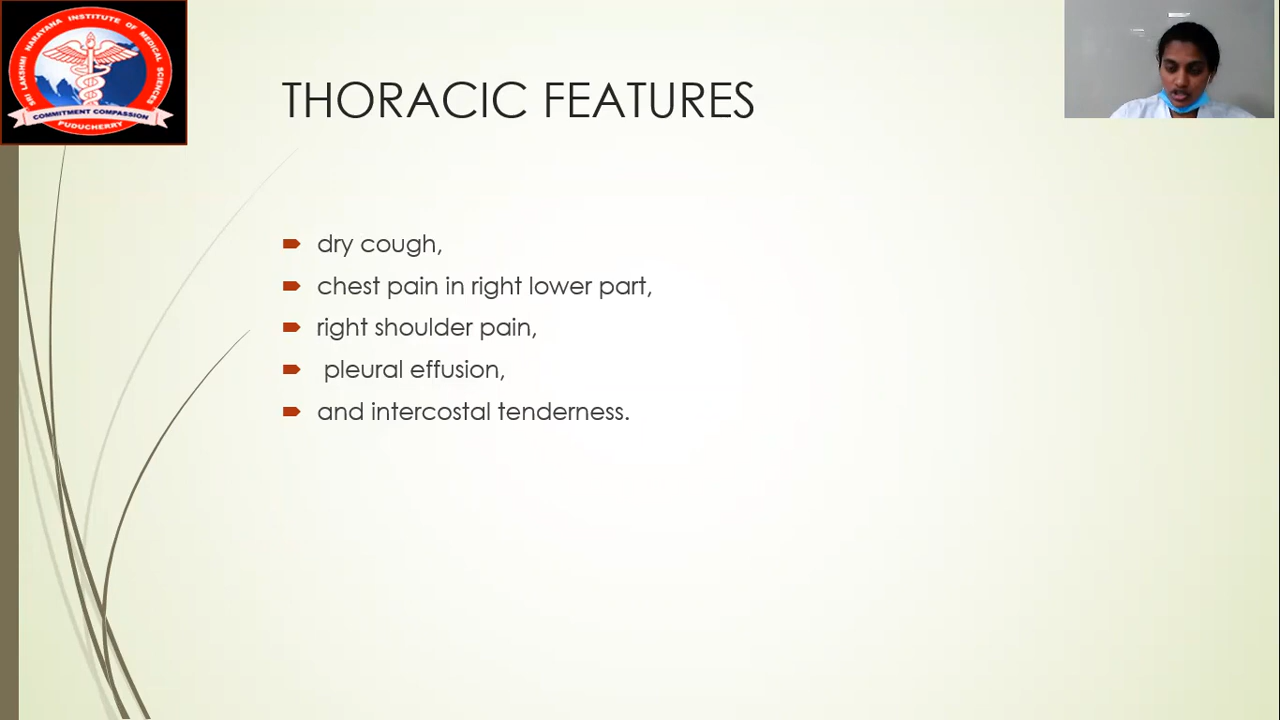 SRI LAKSHMI NARAYANA INSTITUTE OF MEDICAL SCIENCES
COMMITMENT COMPASSION
PUDUCHERRY
THORACIC FEATURES
dry cough,
chest pain in right lower part,
right shoulder pain,
pleural effusion,
and intercostal tenderness.